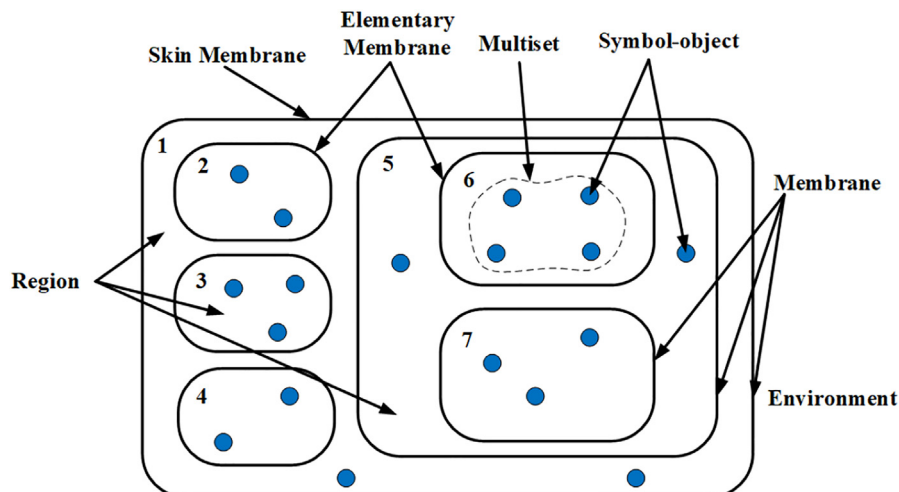 Elementary
Membrane
Skin Membrane
Multiset
Symbol-object
1
2
5
6
Membrane
Region
3
7
4
Environment